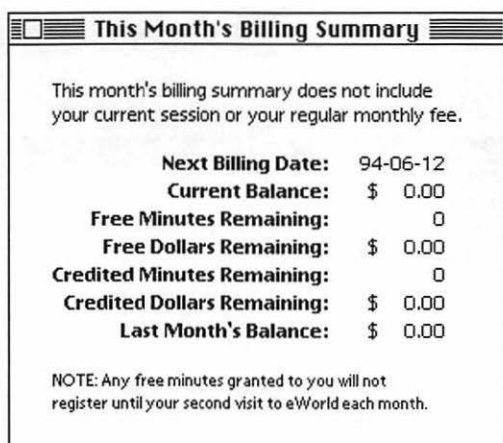 This Month's Billing Summary
This month's billing summary does not include
your current session or your regular monthly fee.
Next Billing Date: 94-06-12
Current Balance: $ 0.00
Free Minutes Remaining: 0
Free Dollars Remaining: $ 0.00
Credited Minutes Remaining: 0
Credited Dollars Remaining: $ 0.00
Last Month's Balance: $ 0.00
NOTE: Any free minutes granted to you will not
register until your second visit to eWorld each month.